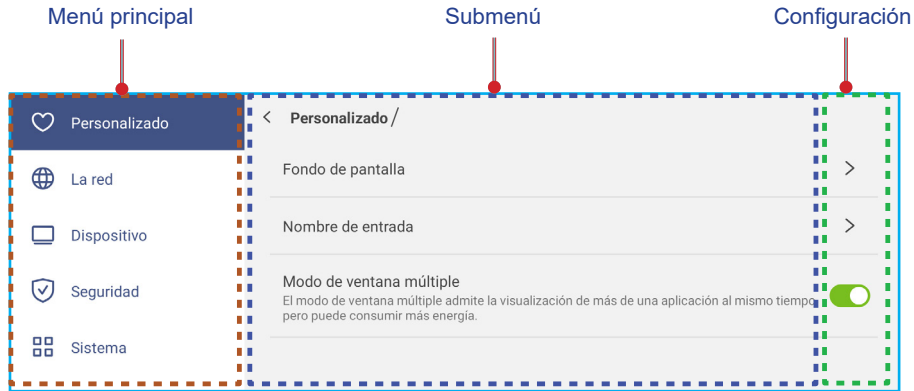 Menú principal
Submenú
Configuración
Personalizado
La red
Dispositivo
Seguridad
Sistema
Personalizado /
Fondo de pantalla
Nombre de entrada
Modo de ventana múltiple
El modo de ventana múltiple admite la visualización de más de una aplicación al mismo tiempo
pero puede consumir más energía.